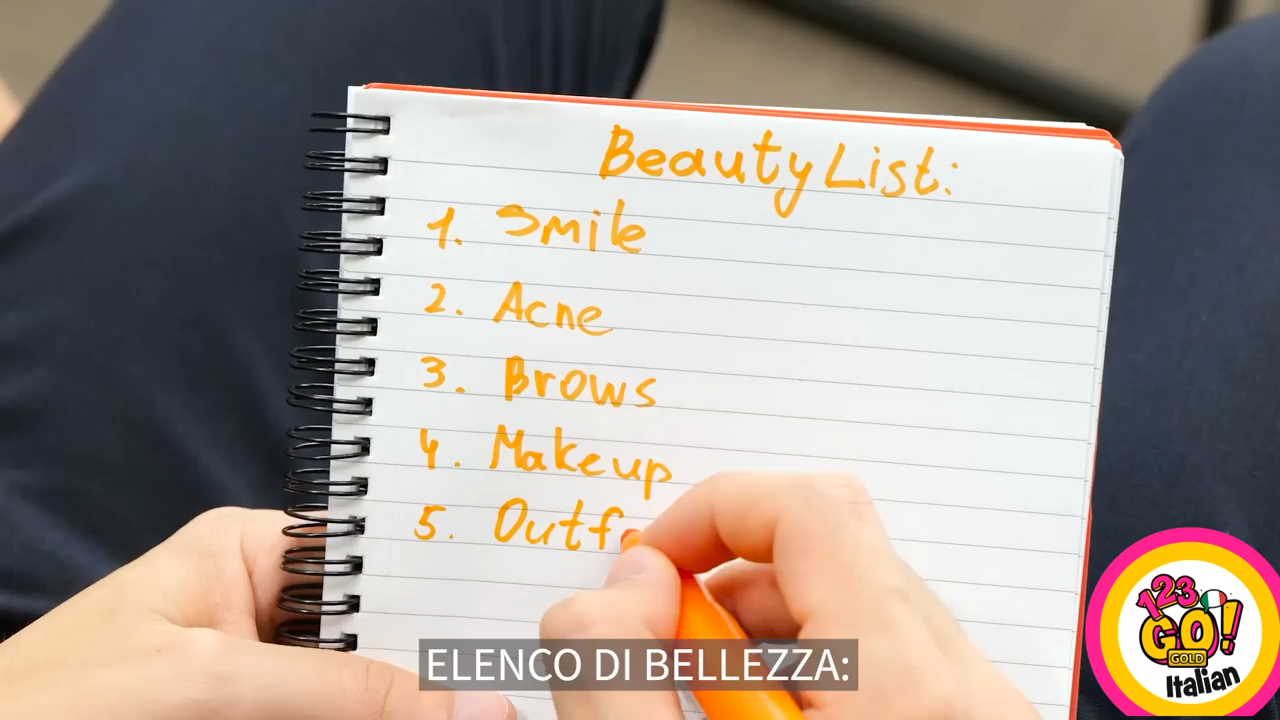 Beauty List:
1. Smile
2. Acne
3. Brows
4. Makeup
5. Outf
ELENCO DI BELLEZZA:
123
GO!
GOLD
Italian